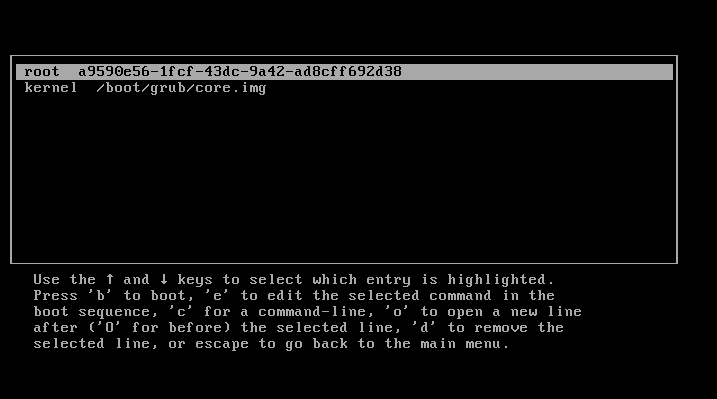 root  a9590e56-1fcf-43dc-9a42-ad8cff692d38
kernel  /boot/grub/core.img
Use the ↑ and ↓ keys to select which entry is highlighted.
Press 'b' to boot, 'e' to edit the selected command in the
boot sequence, 'c' for a command-line, 'o' to open a new line
after ('O' for before) the selected line, 'd' to remove the
selected line, or escape to go back to the main menu.